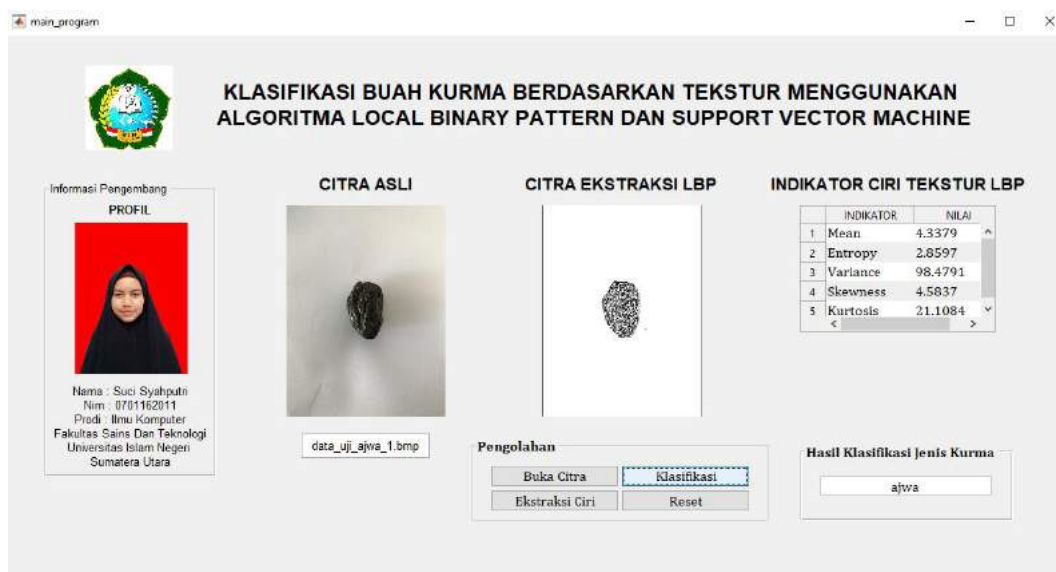 main_program
KLASIFIKASI BUAH KURMA BERDASARKAN TEKSTUR MENGGUNAKAN
ALGORITMA LOCAL BINARY PATTERN DAN SUPPORT VECTOR MACHINE
Informasi Pengembang
PROFIL
Nama : Suci Syahputri
Nim : 0701162011
Prodi : Ilmu Komputer
Fakultas Sains Dan Teknologi
Universitas Islam Negeri
Sumatera Utara
CITRA ASLI
data_uji_ajwa_1.bmp
CITRA EKSTRAKSI LBP
INDIKATOR CIRI TEKSTUR LBP
INDIKATOR NILAI
1 Mean 4.3379
2 Entropy 2.8597
3 Variance 98.4791
4 Skewness 4.5837
5 Kurtosis 21.1084
Pengolahan
Buka Citra Klasifikasi
Ekstraksi Ciri Reset
Hasil Klasifikasi Jenis Kurma
ajwa